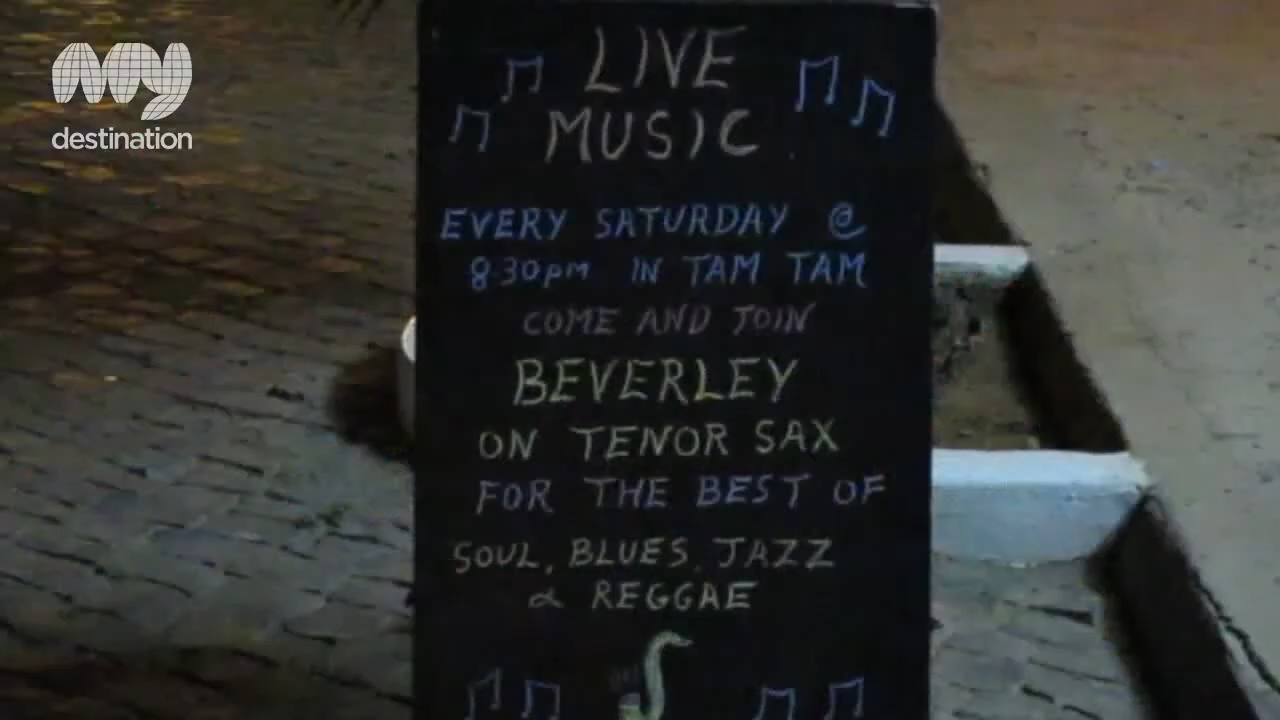 my
destination
LIVE
MUSIC
EVERY SATURDAY @
8.30pm IN TAM TAM
COME AND JOIN
BEVERLEY
ON TENOR SAX
FOR THE BEST OF
SOUL, BLUES, JAZZ
& REGGAE